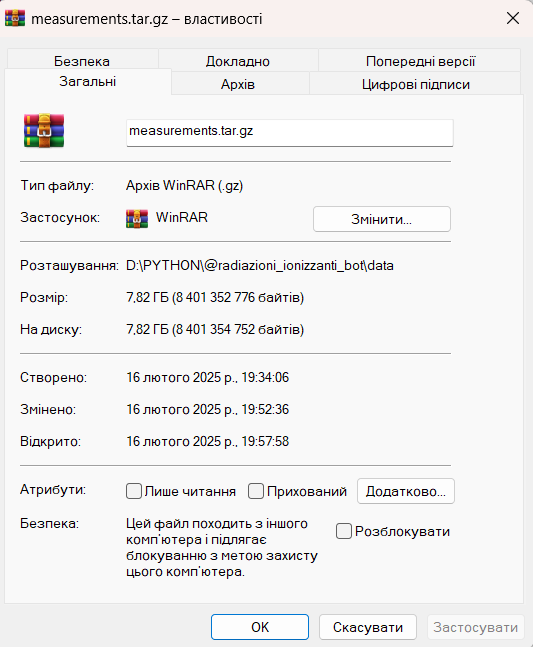 measurements.tar.gz – властивості
Безпека
Докладно
Попередні версії
Загальні
Архів
Цифрові підписи
measurements.tar.gz
Тип файлу: Архів WinRAR (.gz)
Застосунок: WinRAR Змінити...
Розташування: D:\PYTHON\@radiazioni_ionizzanti_bot\data
Розмір: 7,82 ГБ (8 401 352 776 байтів)
На диску: 7,82 ГБ (8 401 354 752 байтів)
Створено: 16 лютого 2025 р., 19:34:06
Змінено: 16 лютого 2025 р., 19:52:36
Відкрито: 16 лютого 2025 р., 19:57:58
Атрибути: Лише читання Прихований Додатково...
Безпека: Цей файл походить з іншого
комп'ютера і підлягає
блокуванню з метою захисту
цього комп'ютера.
Розблокувати
OK Скасувати Застосувати